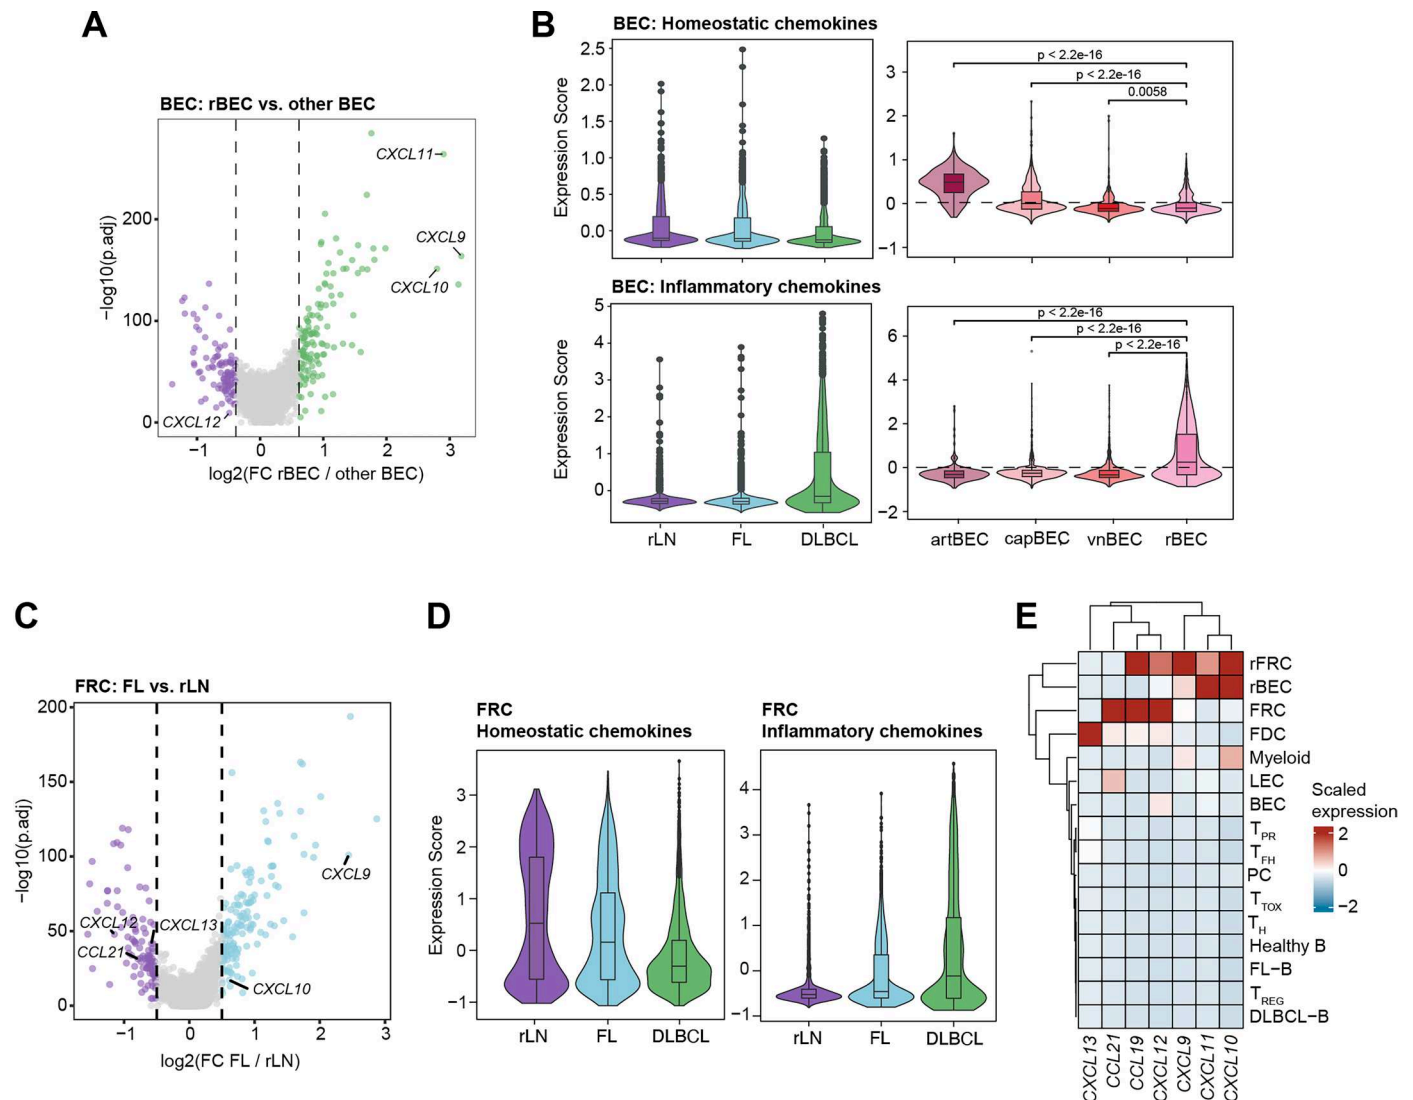 A
BEC: rBEC vs. other BEC
CXCL11
CXCL9
CXCL10
CXCL12
200
100
0
−log10(p.adj)
−1
0
1
2
3
log2(FC rBEC / other BEC)
B
BEC: Homeostatic chemokines
2.5
2.0
1.5
1.0
0.5
0.0
Expression Score
p < 2.2e-16
p < 2.2e-16
0.0058
3
2
1
0
−1
BEC: Inflammatory chemokines
5
4
3
2
1
0
Expression Score
rLN
FL
DLBCL
p < 2.2e-16
p < 2.2e-16
p < 2.2e-16
6
4
2
0
−2
artBEC
capBEC
vnBEC
rBEC
C
FRC: FL vs. rLN
200
150
100
50
0
−log10(p.adj)
CXCL9
CXCL12
CXCL13
CCL21
CXCL10
−1
0
1
2
3
log2(FC FL / rLN)
D
FRC
Homeostatic chemokines
3
2
1
0
−1
Expression Score
rLN
FL
DLBCL
FRC
Inflammatory chemokines
4
3
2
1
−0
−1
rLN
FL
DLBCL
E
rFRC
rBEC
FRC
FDC
Myeloid
LEC
BEC
TPR
TFH
PC
TTOX
TH
Healthy B
FL−B
TREG
DLBCL−B
CXCL13
CCL21
CCL19
CXCL12
CXCL9
CXCL11
CXCL10
Scaled
expression
2
0
−2